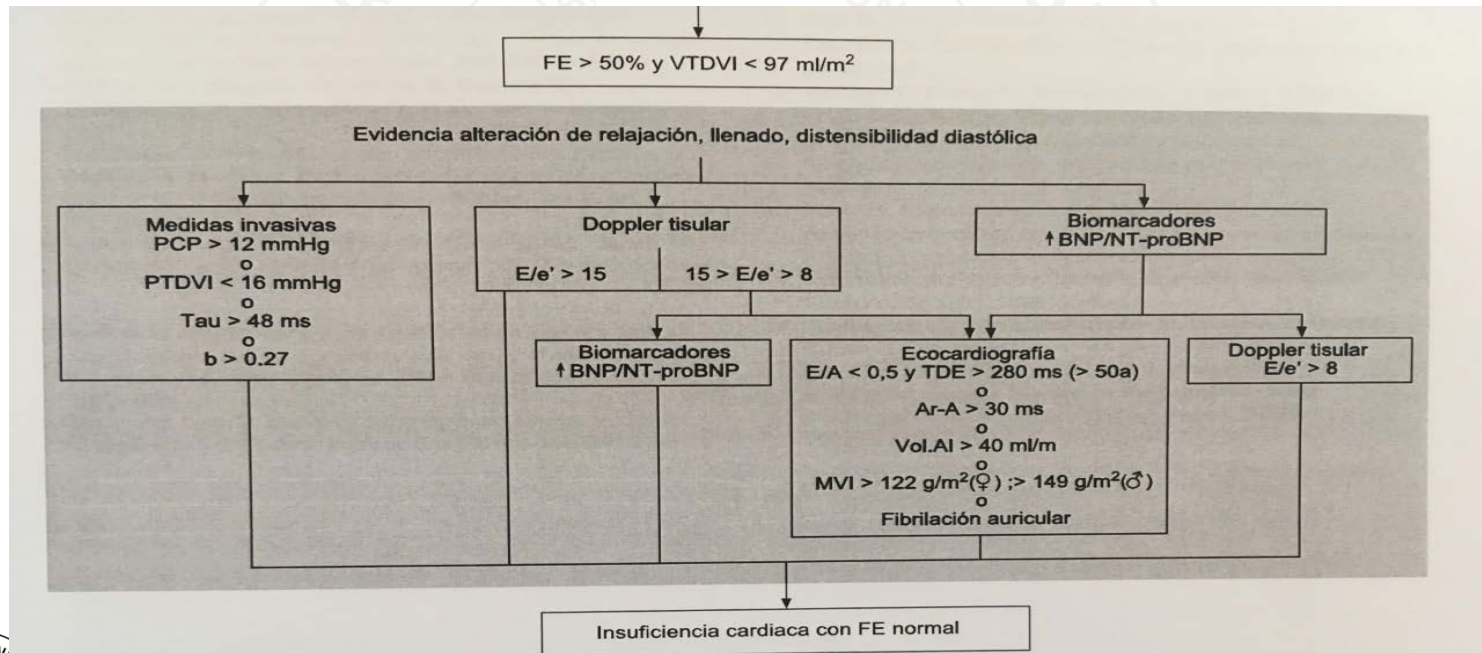 FE > 50% y VTDVI < 97 ml/m²
Evidencia alteración de relajación, llenado, distensibilidad diastólica
Medidas invasivas
PCP > 12 mmHg
o
PTDVI < 16 mmHg
o
Tau > 48 ms
o
b > 0.27
Doppler tisular
E/e' > 15
15 > E/e' > 8
Biomarcadores
↑BNP/NT-proBNP
Biomarcadores
↑BNP/NT-proBNP
Ecocardiografía
E/A < 0,5 y TDE > 280 ms (> 50a)
o
Ar-A > 30 ms
o
Vol.AI > 40 ml/m
o
MVI > 122 g/m²(♀) ;> 149 g/m²(♂)
o
Fibrilación auricular
Doppler tisular
E/e' > 8
Insuficiencia cardiaca con FE normal